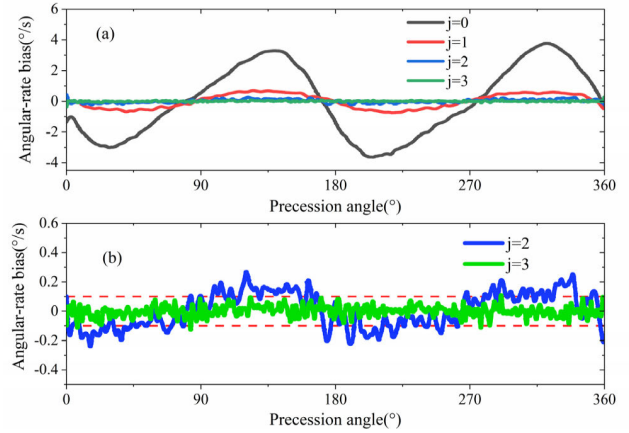 (a)
j=0
j=1
j=2
j=3
Angular-rate bias(°/s)
6
4
2
0
-2
-4
0 90 180 270 360
Precession angle(°)
(b)
j=2
j=3
Angular-rate bias(°/s)
0.6
0.4
0.2
0
-0.2
-0.4
0 90 180 270 360
Precession angle(°)